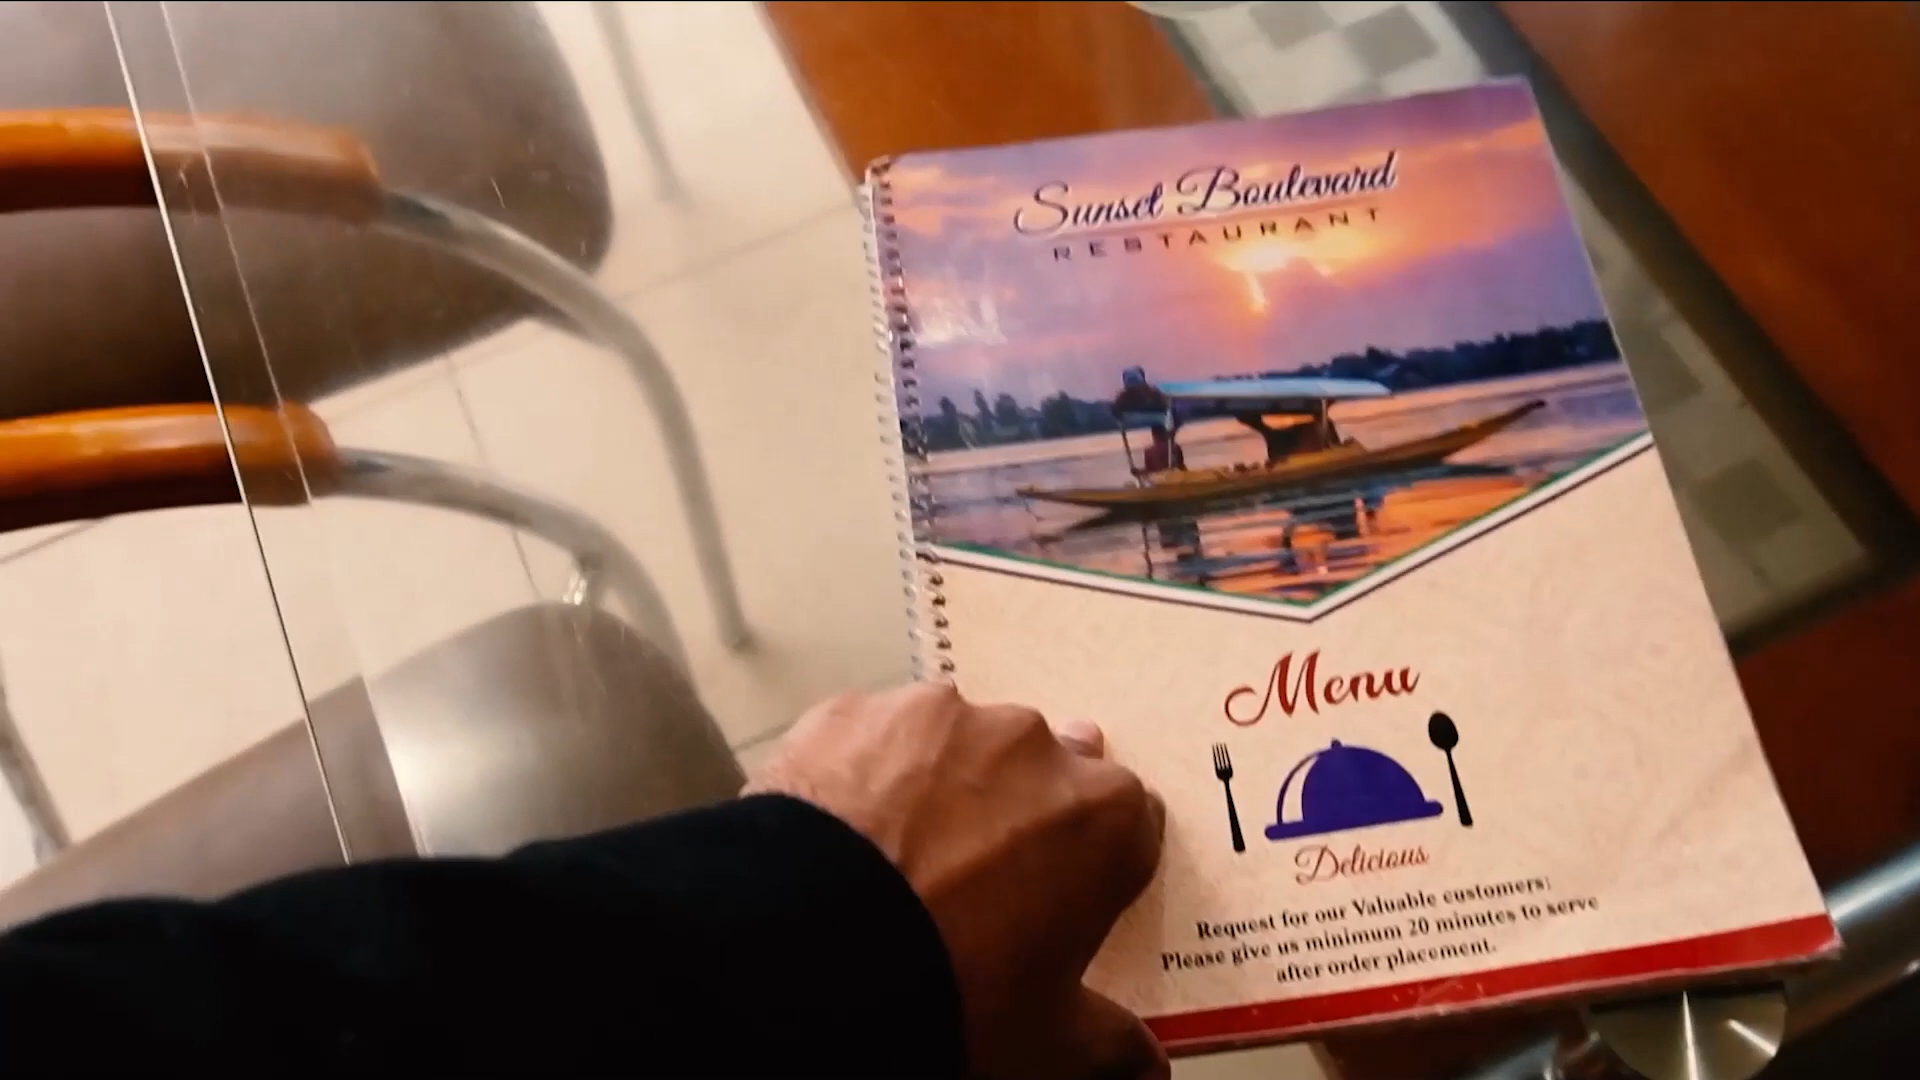 Sunset Boulevard
RESTAURANT
Menu
Delicious
Request for our Valuable customers:
Please give us minimum 20 minutes to serve
after order placement.